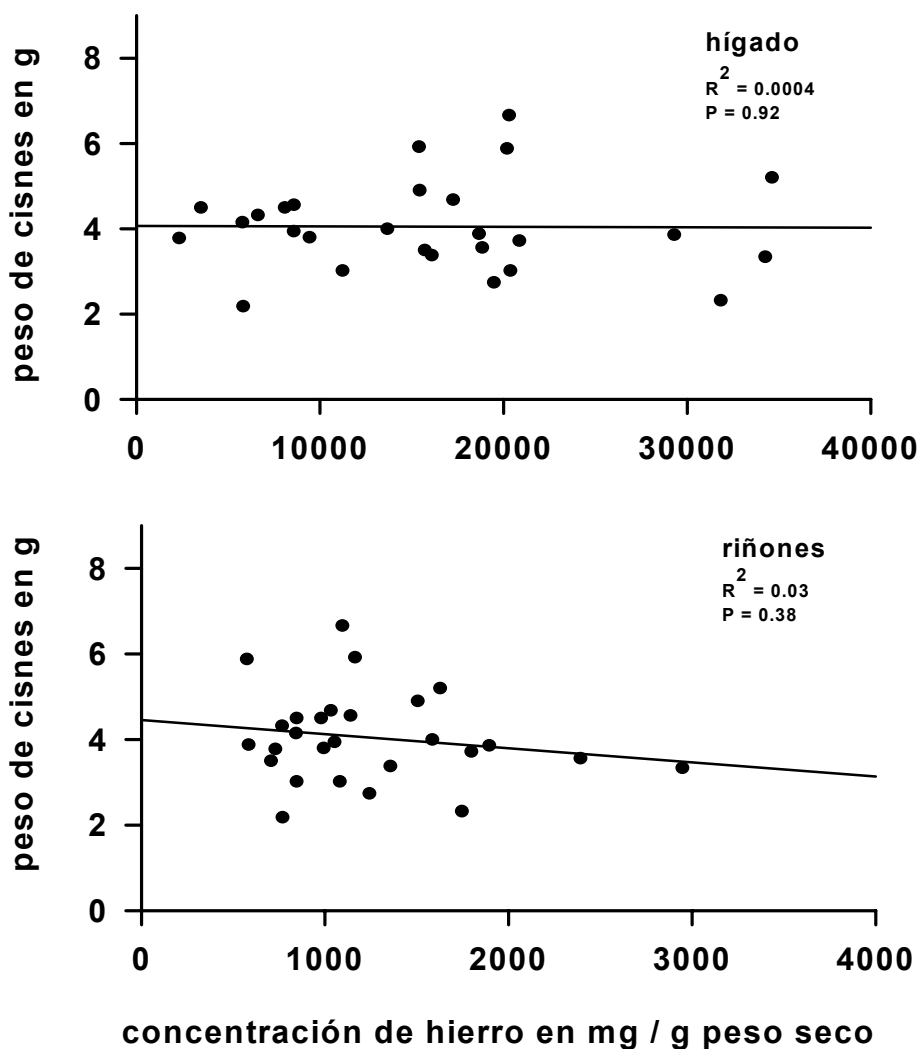 peso de cisnes en g
8
6
4
2
0
hígado
R2 = 0.0004
P = 0.92
0 10000 20000 30000 40000
peso de cisnes en g
8
6
4
2
0
riñones
R2 = 0.03
P = 0.38
0 1000 2000 3000 4000
concentración de hierro en mg / g peso seco